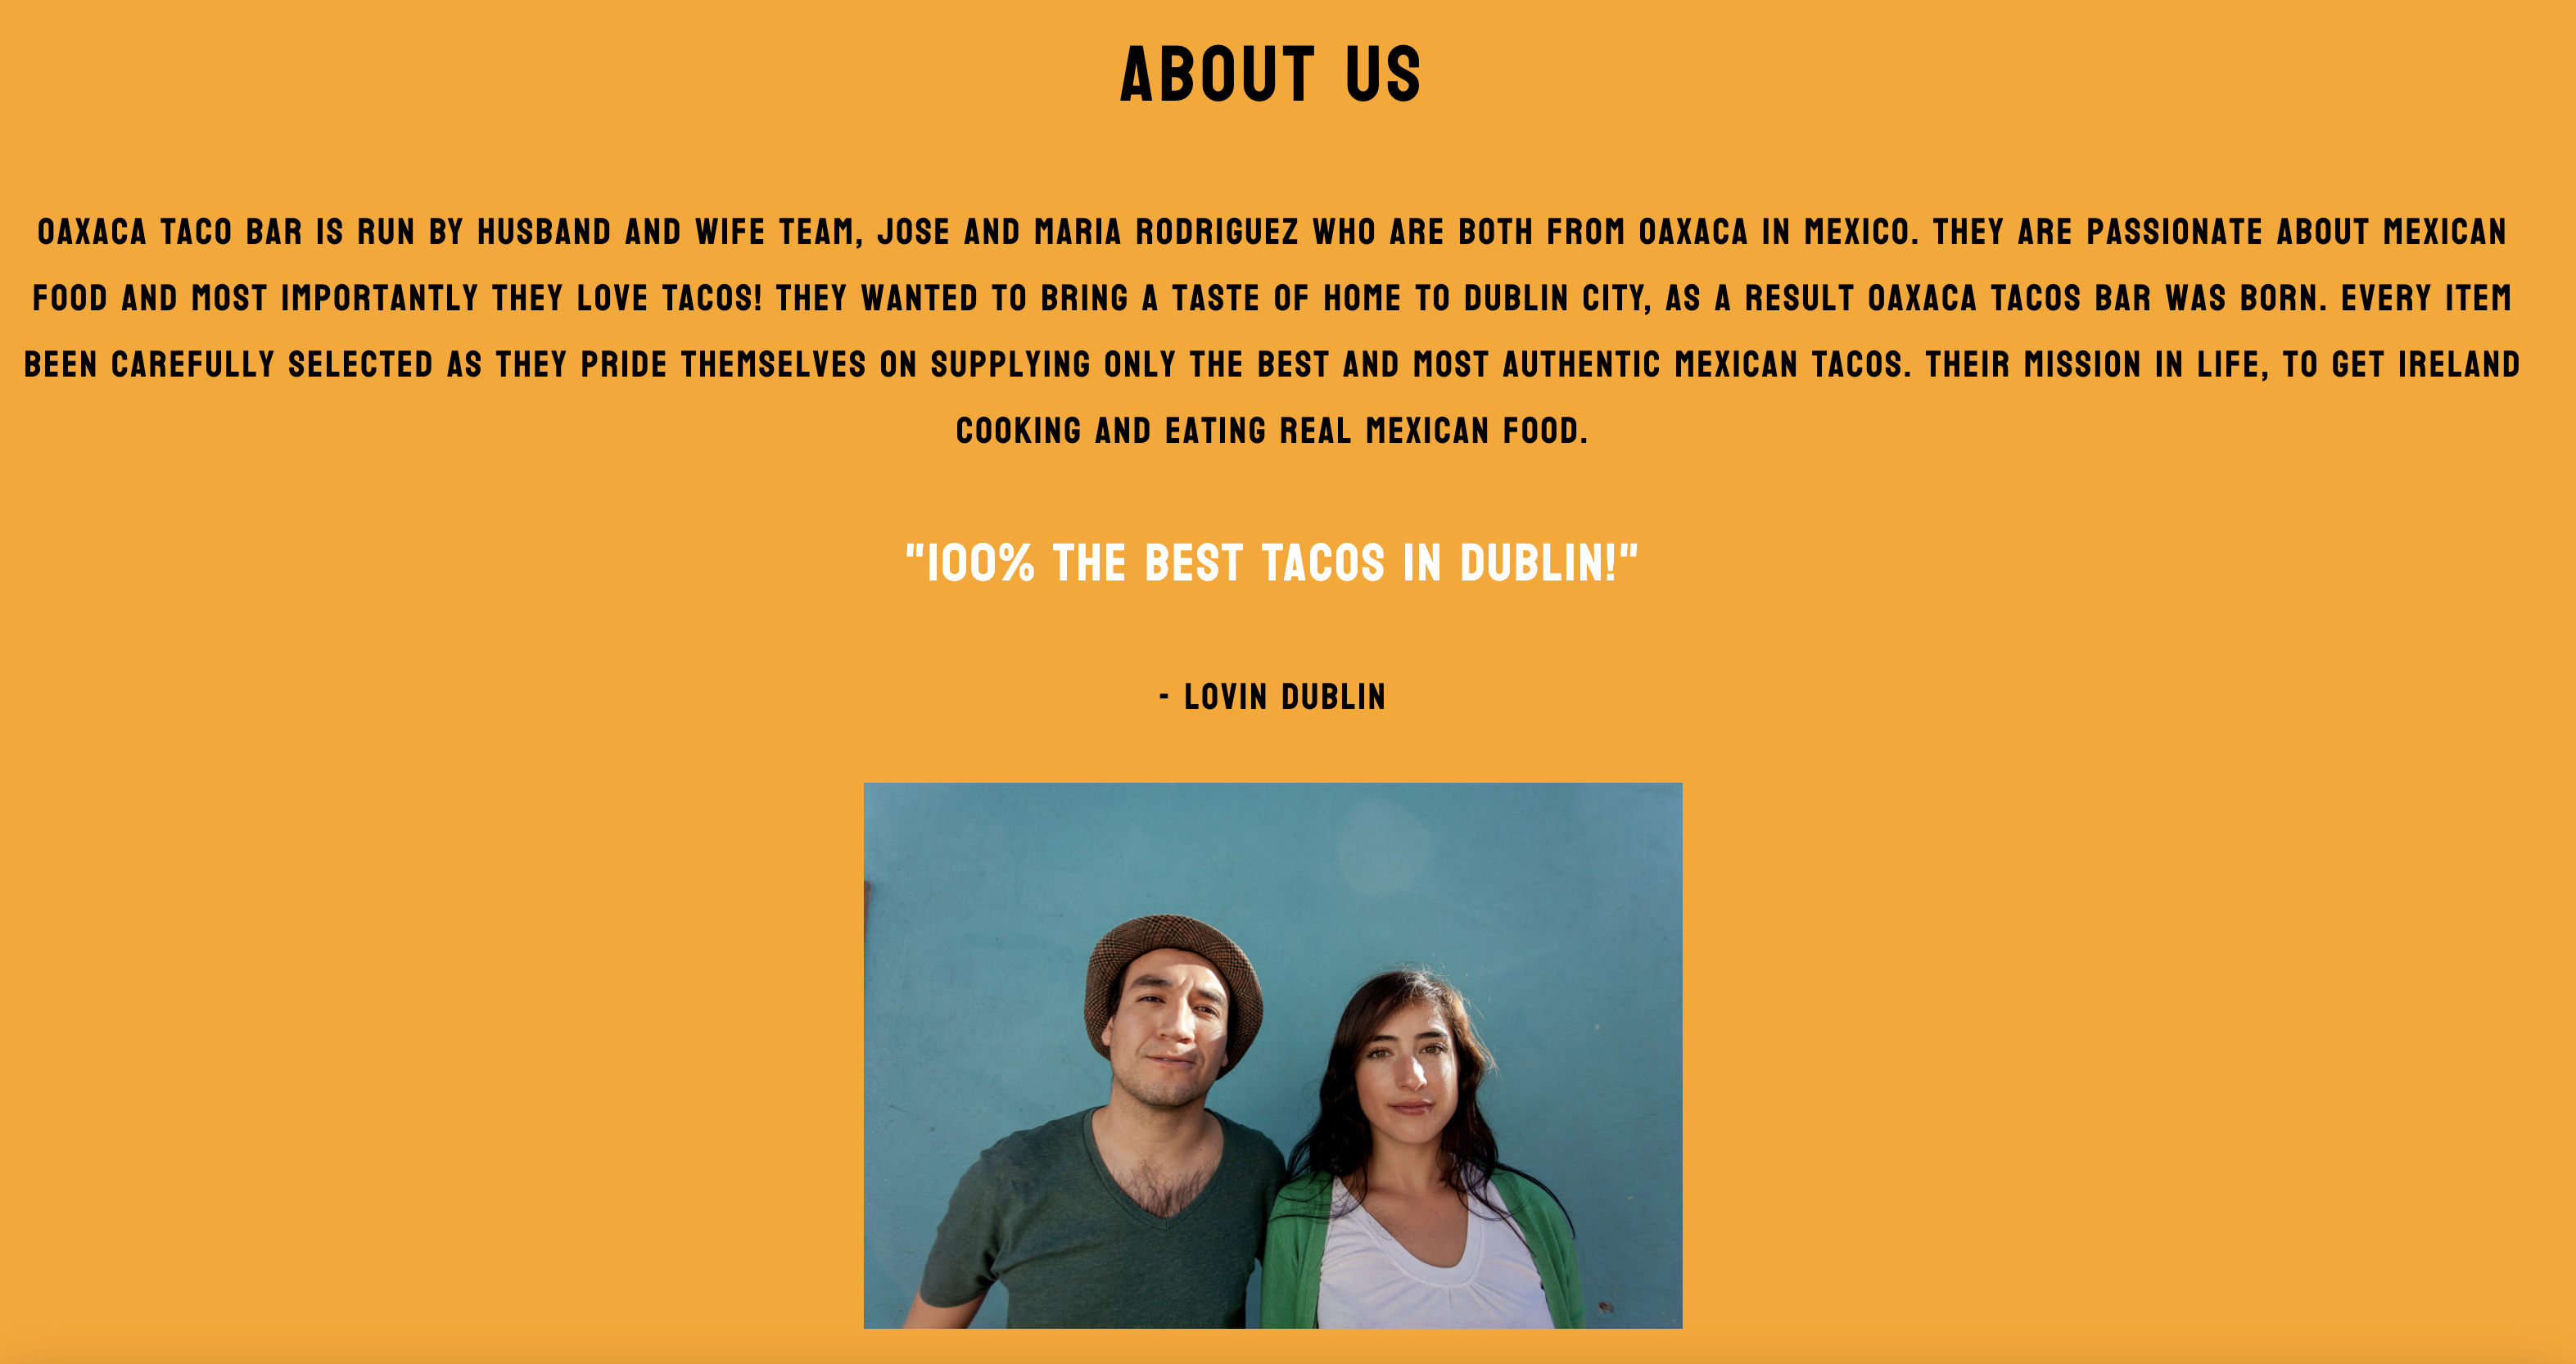 ABOUT US
OAXACA TACO BAR IS RUN BY HUSBAND AND WIFE TEAM, JOSE AND MARIA RODRIGUEZ WHO ARE BOTH FROM OAXACA IN MEXICO. THEY ARE PASSIONATE ABOUT MEXICAN
FOOD AND MOST IMPORTANTLY THEY LOVE TACOS! THEY WANTED TO BRING A TASTE OF HOME TO DUBLIN CITY, AS A RESULT OAXACA TACOS BAR WAS BORN. EVERY ITEM
BEEN CAREFULLY SELECTED AS THEY PRIDE THEMSELVES ON SUPPLYING ONLY THE BEST AND MOST AUTHENTIC MEXICAN TACOS. THEIR MISSION IN LIFE, TO GET IRELAND
COOKING AND EATING REAL MEXICAN FOOD.
"100% THE BEST TACOS IN DUBLIN!"
- LOVIN DUBLIN